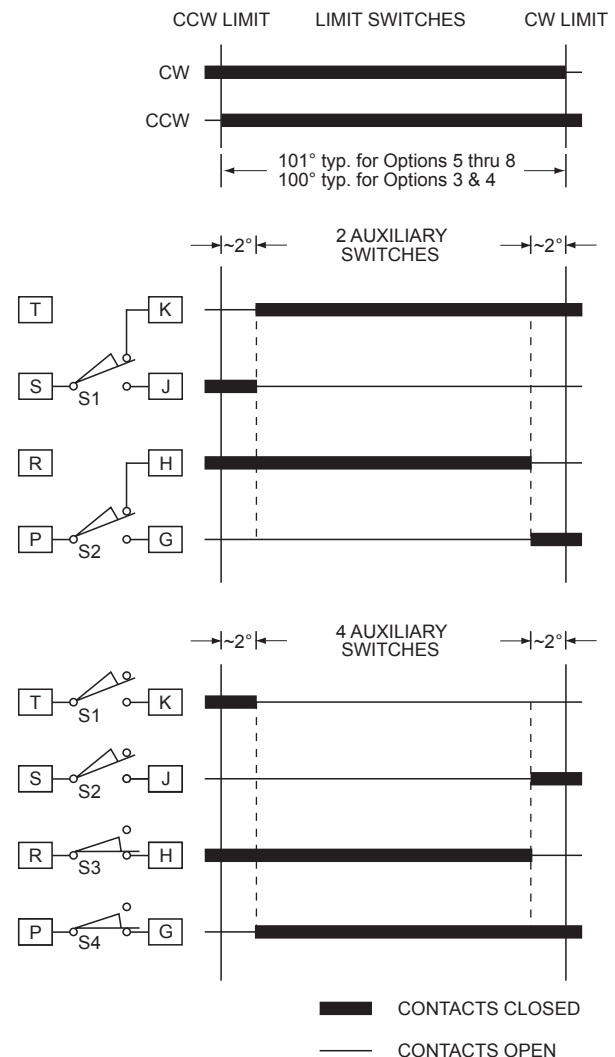 CCW LIMIT LIMIT SWITCHES CW LIMIT
CW
CCW
101° typ. for Options 5 thru 8
100° typ. for Options 3 & 4
~2° 2 AUXILIARY ~2°
SWITCHES
T K
S S1 J
R H
P S2 G
~2° 4 AUXILIARY ~2°
SWITCHES
T S1 K
S S2 J
R S3 H
P S4 G
CONTACTS CLOSED
CONTACTS OPEN